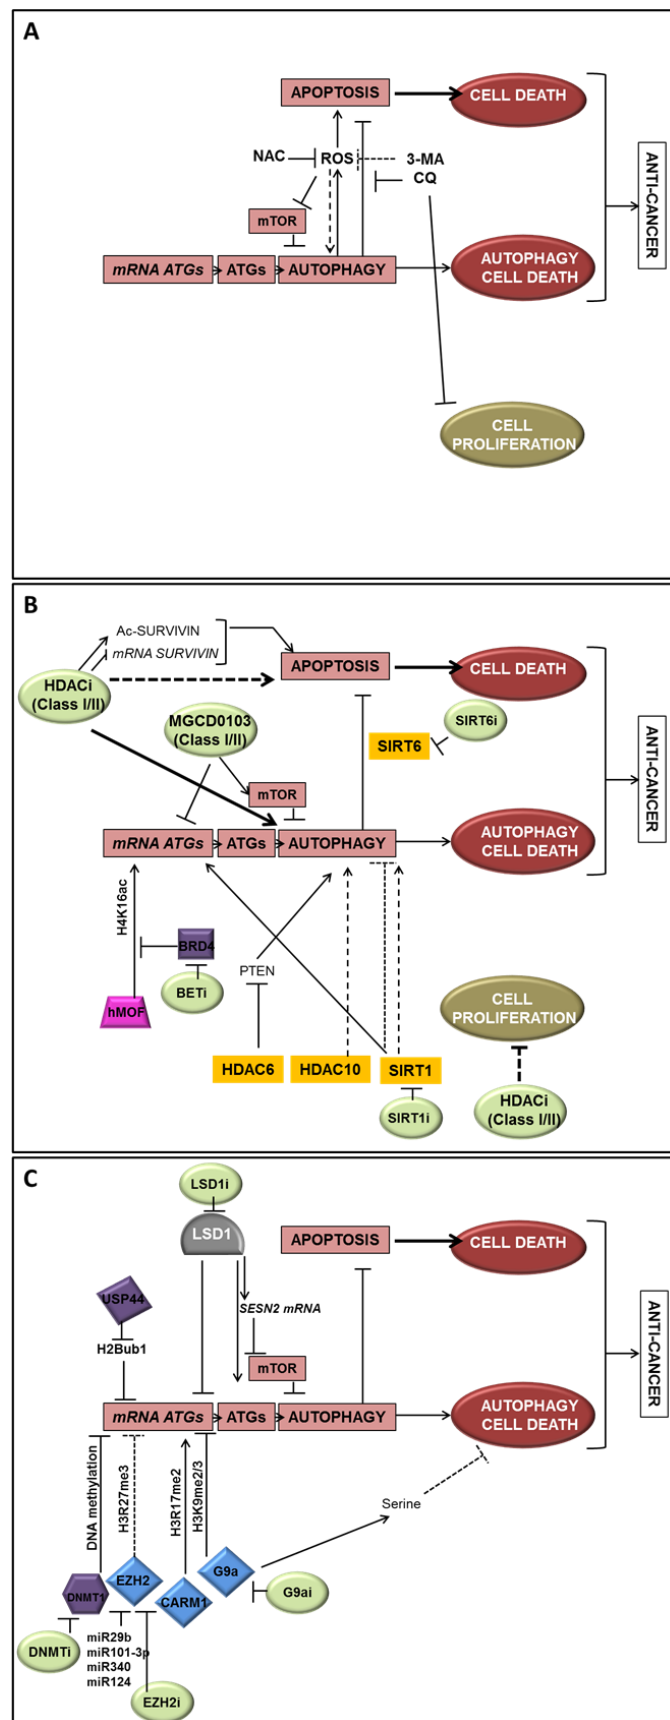 A
APOPTOSIS
CELL DEATH
NAC
ROS
3-MA
CQ
mTOR
mRNA ATGs
ATGs
AUTOPHAGY
AUTOPHAGY
CELL DEATH
ANTI-CANCER
CELL
PROLIFERATION
B
Ac-SURVIVIN
mRNA SURVIVIN
HDACi
(Class I/II)
APOPTOSIS
CELL DEATH
MGCD0103
(Class I/II)
SIRT6i
SIRT6
mTOR
mRNA ATGs
ATGs
AUTOPHAGY
AUTOPHAGY
CELL DEATH
ANTI-CANCER
H4K16ac
BRD4
PTEN
BETi
hMOF
CELL
PROLIFERATION
HDAC6
HDAC10
SIRT1
SIRT1i
HDACi
(Class I/II)
C
LSD1i
LSD1
APOPTOSIS
CELL DEATH
USP44
SESN2 mRNA
H2Bub1
mTOR
mRNA ATGs
ATGs
AUTOPHAGY
AUTOPHAGY
CELL DEATH
ANTI-CANCER
DNA methylation
H3R27me3
H3R17me2
H3K9me2/3
Serine
DNMT1
EZH2
CARM1
G9a
G9ai
DNMTi
miR29b
miR101-3p
miR340
miR124
EZH2i